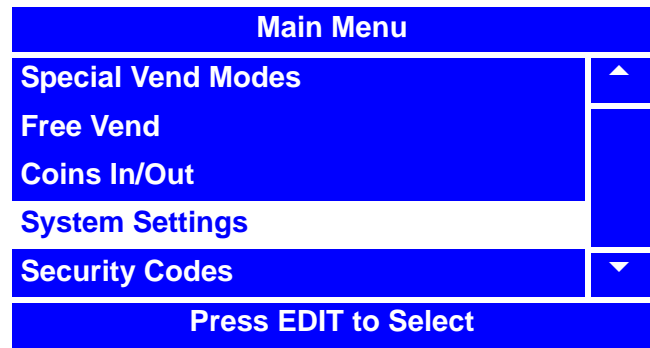 Main Menu
Special Vend Modes
Free Vend
Coins In/Out
System Settings
Security Codes
Press EDIT to Select